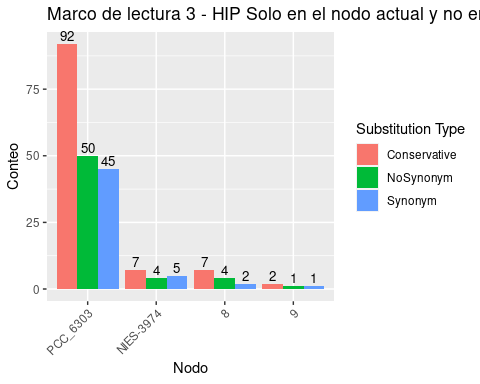 Marco de lectura 3 - HIP Solo en el nodo actual y no e
Conteo
75
50
25
0
92
50
45
7
4
5
7
4
2
2
1
1
PCC_6303
NIES-3974
8
9
Nodo
Substitution Type
Conservative
NoSynonym
Synonym